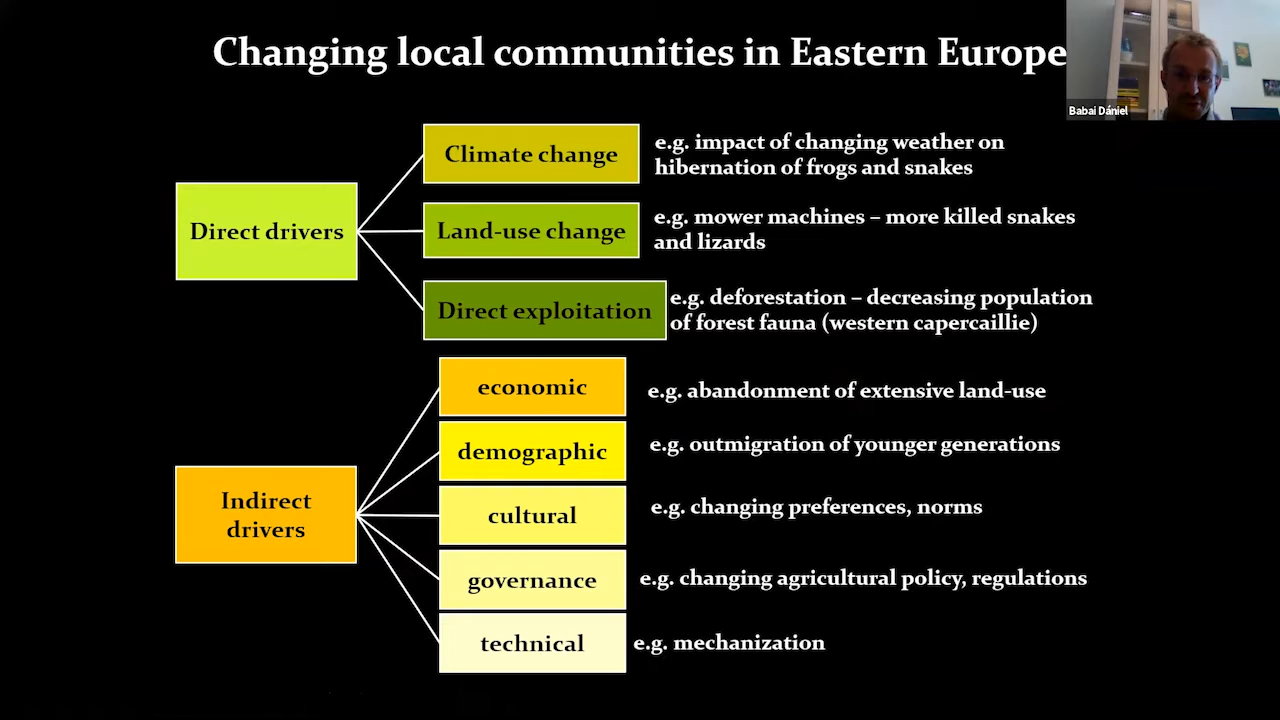 Changing local communities in Eastern Europe
Babai Dániel
Direct drivers
Climate change
e.g. impact of changing weather on
hibernation of frogs and snakes
Land-use change
e.g. mower machines – more killed snakes
and lizards
Direct exploitation
e.g. deforestation – decreasing population
of forest fauna (western capercaillie)
Indirect
drivers
economic
e.g. abandonment of extensive land-use
demographic
e.g. outmigration of younger generations
cultural
e.g. changing preferences, norms
governance
e.g. changing agricultural policy, regulations
technical
e.g. mechanization